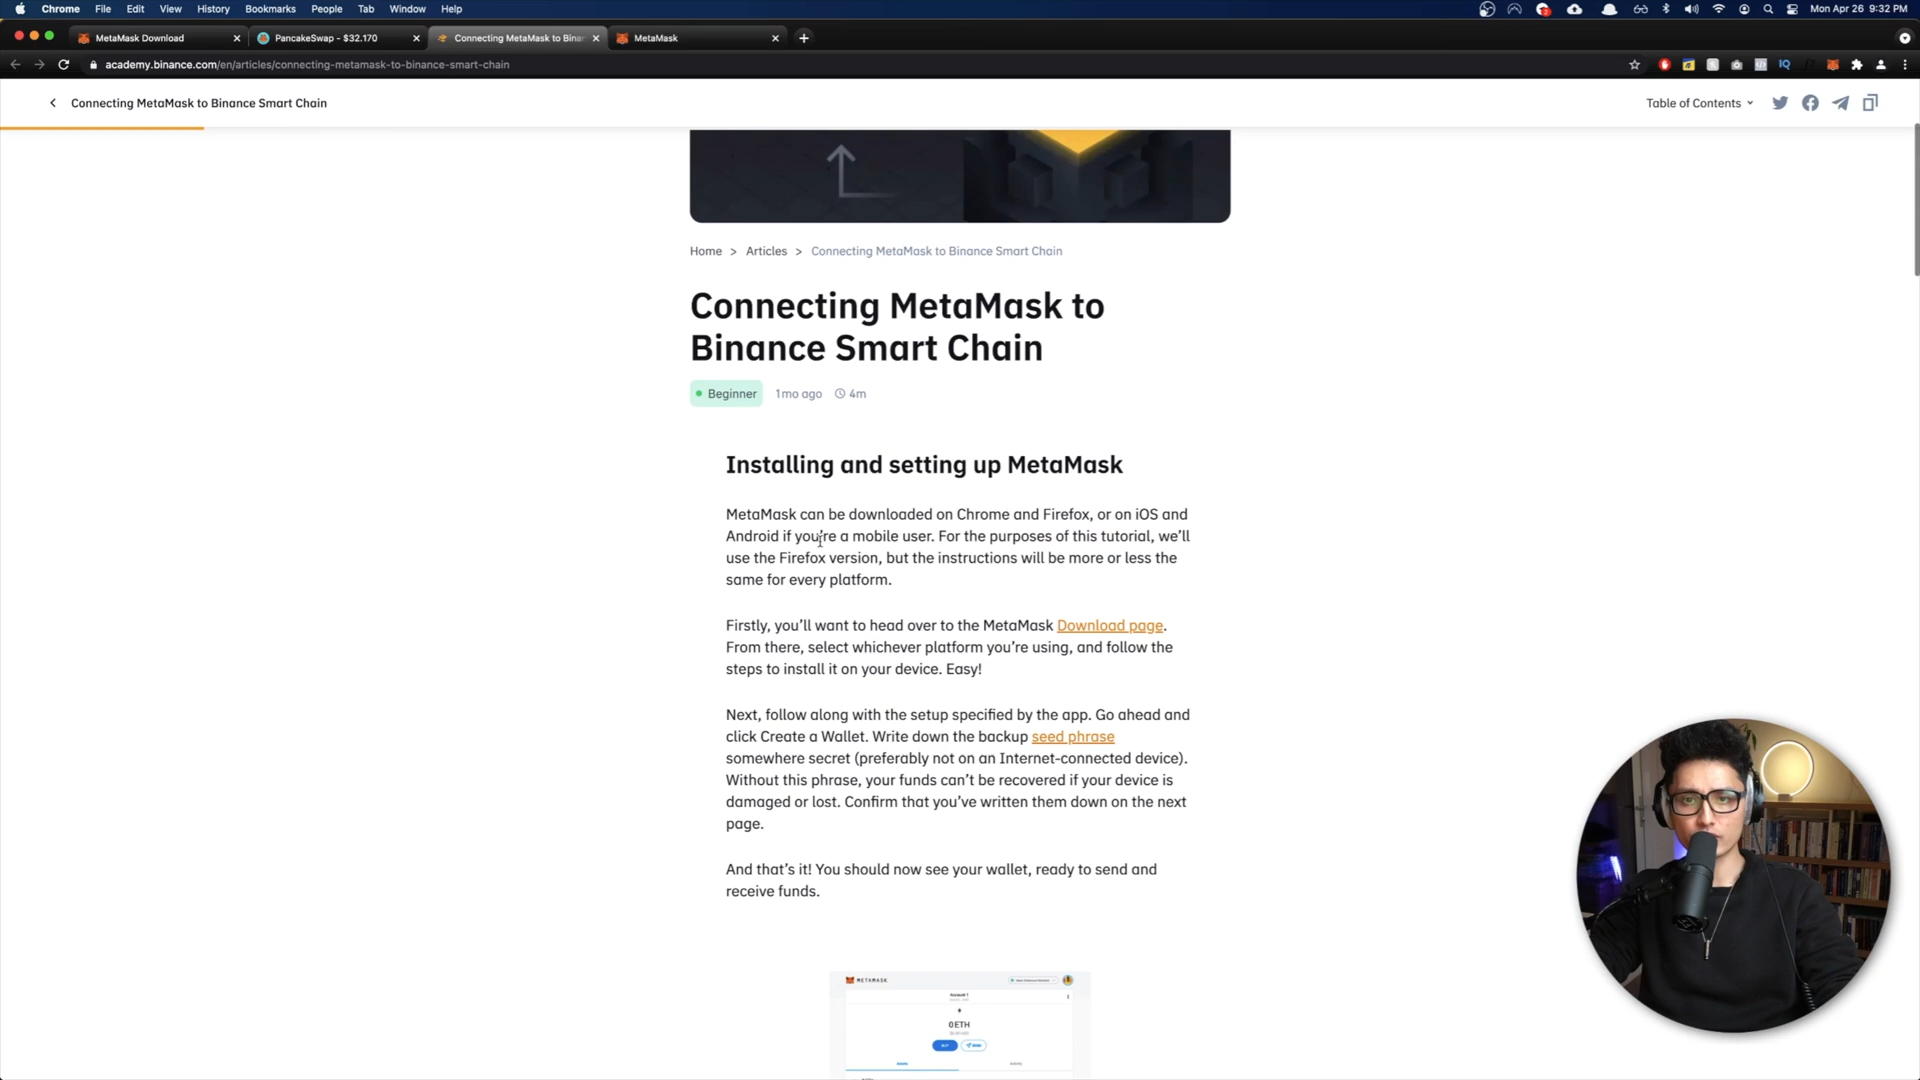 Chrome File Edit View History Bookmarks People Tab Window Help
Mon Apr 26 9:32 PM
MetaMask Download
PancakeSwap - $32.170
Connecting MetaMask to Binan
MetaMask
academy.binance.com/en/articles/connecting-metamask-to-binance-smart-chain
Connecting MetaMask to Binance Smart Chain
Table of Contents
Home > Articles > Connecting MetaMask to Binance Smart Chain
Connecting MetaMask to
Binance Smart Chain
Beginner 1mo ago 4m
Installing and setting up MetaMask
MetaMask can be downloaded on Chrome and Firefox, or on iOS and
Android if you're a mobile user. For the purposes of this tutorial, we'll
use the Firefox version, but the instructions will be more or less the
same for every platform.
Firstly, you'll want to head over to the MetaMask Download page.
From there, select whichever platform you're using, and follow the
steps to install it on your device. Easy!
Next, follow along with the setup specified by the app. Go ahead and
click Create a Wallet. Write down the backup seed phrase
somewhere secret (preferably not on an Internet-connected device).
Without this phrase, your funds can't be recovered if your device is
damaged or lost. Confirm that you've written them down on the next
page.
And that's it! You should now see your wallet, ready to send and
receive funds.
METAMASK
Account 1
0 ETH